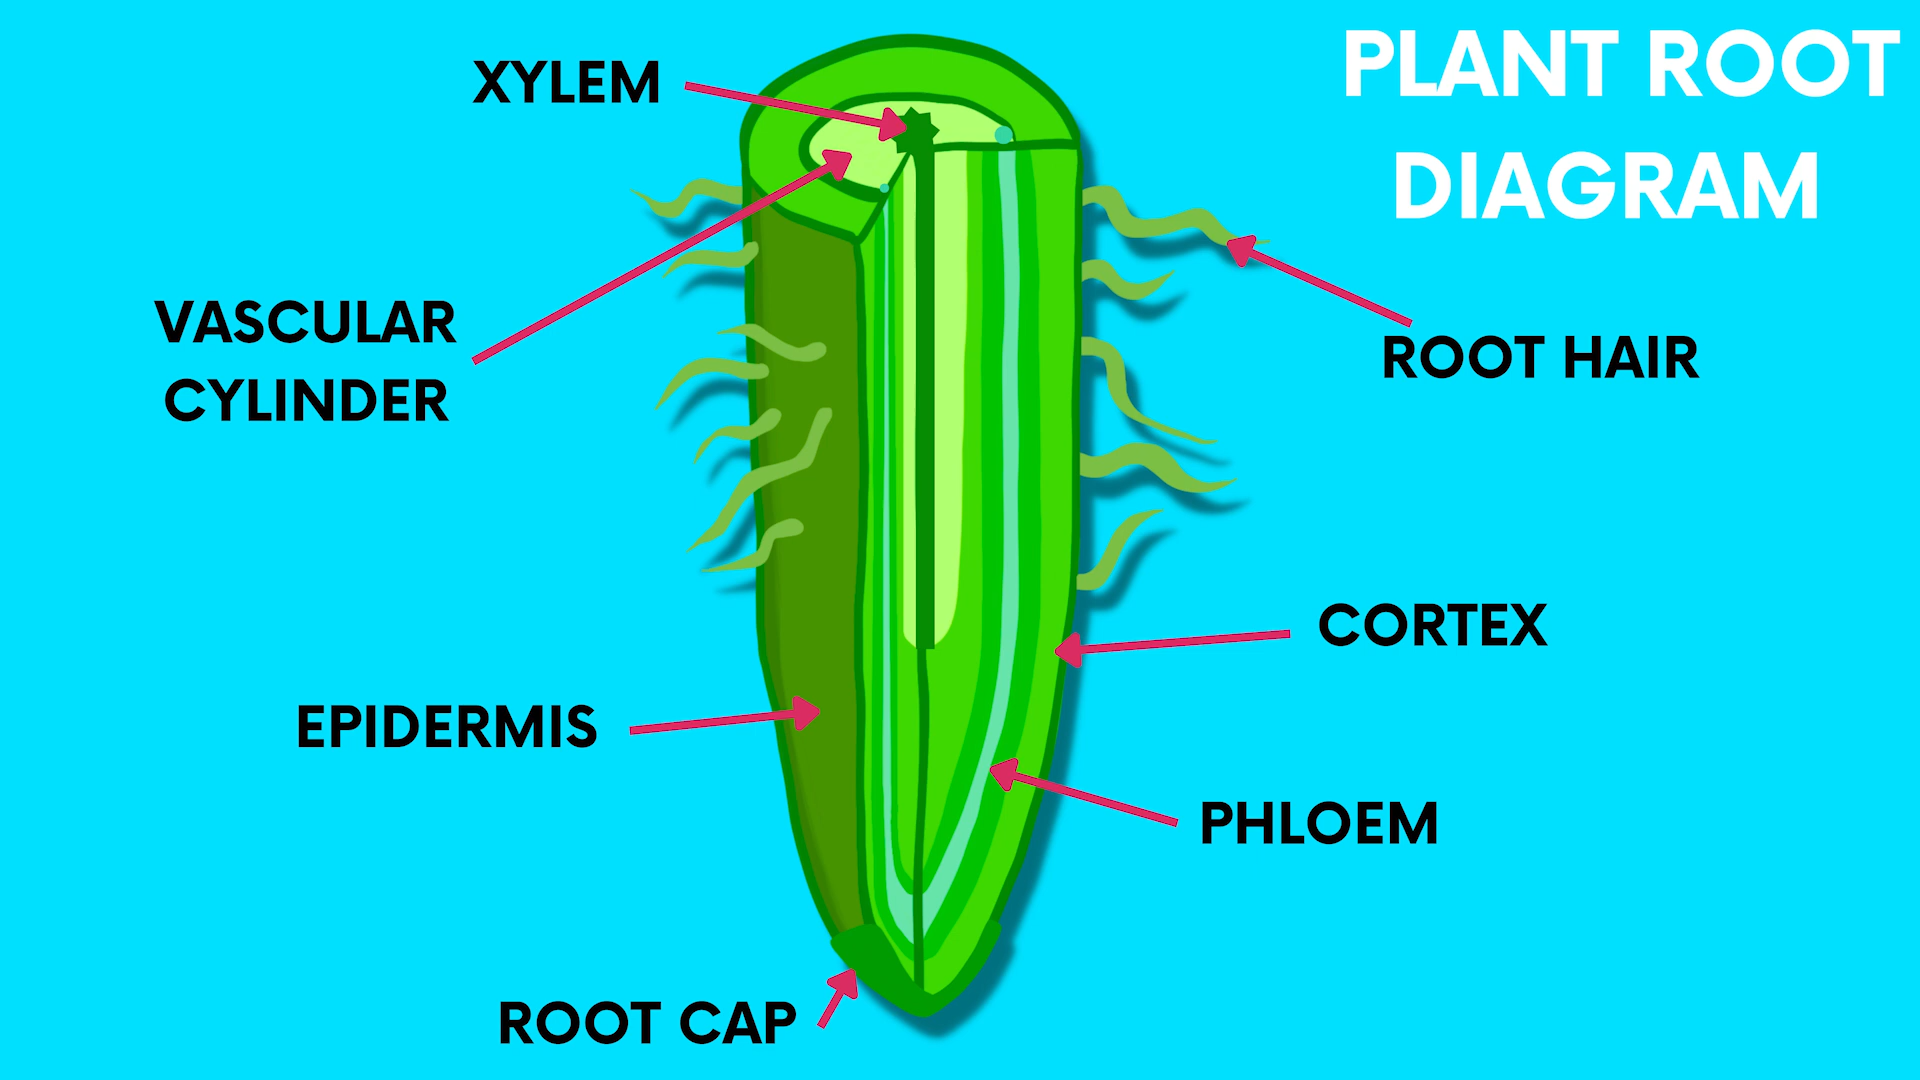 PLANT ROOT
DIAGRAM
XYLEM
VASCULAR
CYLINDER
ROOT HAIR
CORTEX
EPIDERMIS
PHLOEM
ROOT CAP